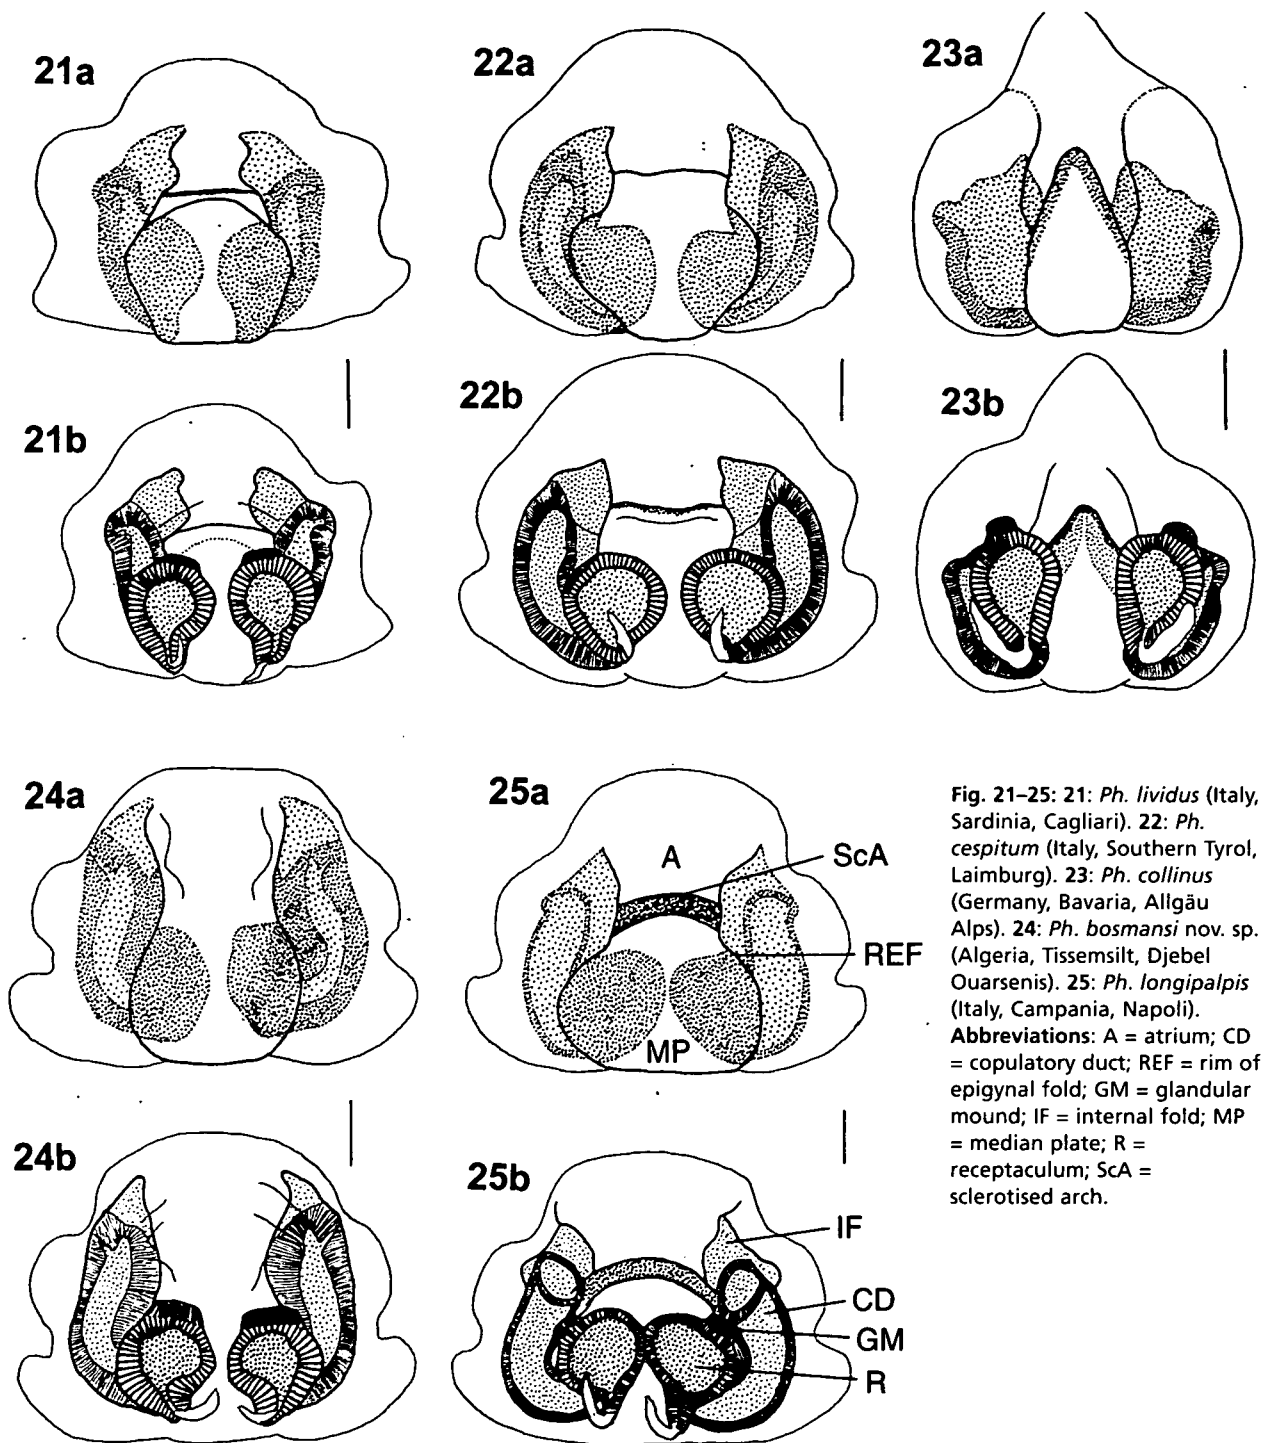 21a
22a
23a
21b
22b
23b
24a
25a
A
ScA
REF
MP
24b
25b
IF
CD
GM
R
Fig. 21–25: 21: Ph. lividus (Italy,
Sardinia, Cagliari). 22: Ph.
cespitum (Italy, Southern Tyrol,
Laimburg). 23: Ph. collinus
(Germany, Bavaria, Allgäu
Alps). 24: Ph. bosmansi nov. sp.
(Algeria, Tissemsilt, Djebel
Ouarsenis). 25: Ph. longipalpis
(Italy, Campania, Napoli).
Abbreviations: A = atrium; CD
= copulatory duct; REF = rim of
epigynal fold; GM = glandular
mound; IF = internal fold; MP
= median plate; R =
receptaculum; ScA =
sclerotised arch.